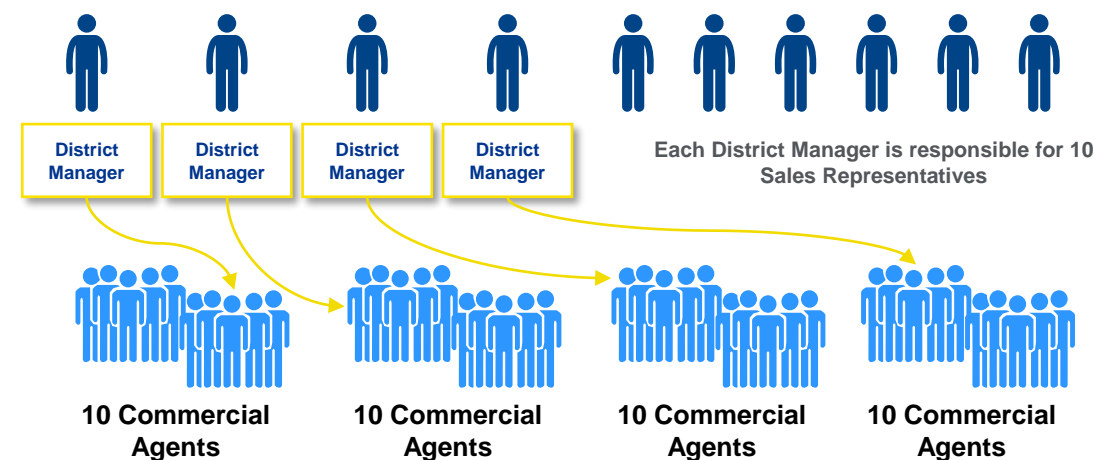 District
Manager
District
Manager
District
Manager
District
Manager
Each District Manager is responsible for 10
Sales Representatives
10 Commercial
Agents
10 Commercial
Agents
10 Commercial
Agents
10 Commercial
Agents